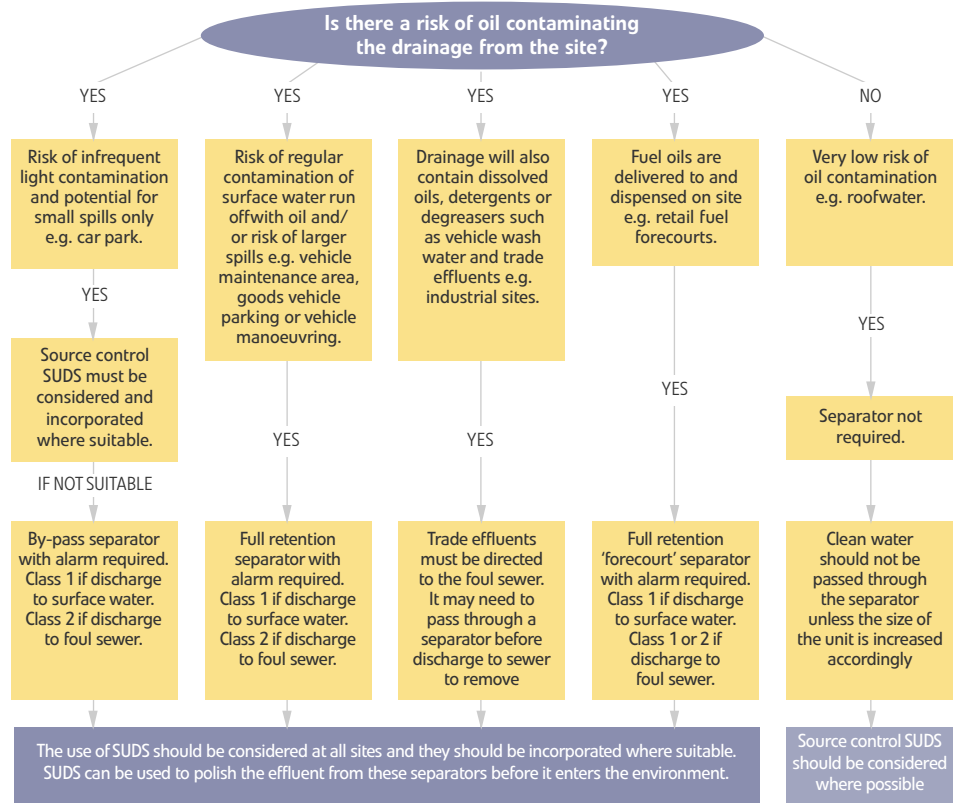 Is there a risk of oil contaminating
the drainage from the site?
YES
Risk of infrequent
light contamination
and potential for
small spills only
e.g. car park.
YES
Source control
SUDS must be
considered and
incorporated
where suitable.
IF NOT SUITABLE
By-pass separator
with alarm required.
Class 1 if discharge
to surface water.
Class 2 if discharge
to foul sewer.
YES
Risk of regular
contamination of
surface water run
offwith oil and/
or risk of larger
spills e.g. vehicle
maintenance area,
goods vehicle
parking or vehicle
manoeuvring.
YES
Full retention
separator with
alarm required.
Class 1 if discharge
to surface water.
Class 2 if discharge
to foul sewer.
YES
Drainage will also
contain dissolved
oils, detergents or
degreasers such
as vehicle wash
water and trade
effluents e.g.
industrial sites.
YES
Trade effluents
must be directed
to the foul sewer.
It may need to
pass through a
separator before
discharge to sewer
to remove
YES
Fuel oils are
delivered to and
dispensed on site
e.g. retail fuel
forecourts.
YES
Full retention
‘forecourt’ separator
with alarm required.
Class 1 if discharge
to surface water.
Class 1 or 2 if
discharge to
foul sewer.
NO
Very low risk of
oil contamination
e.g. roofwater.
YES
Separator not
required.
Clean water
should not be
passed through
the separator
unless the size of
the unit is increased
accordingly
The use of SUDS should be considered at all sites and they should be incorporated where suitable.
SUDS can be used to polish the effluent from these separators before it enters the environment.
Source control SUDS
should be considered
where possible